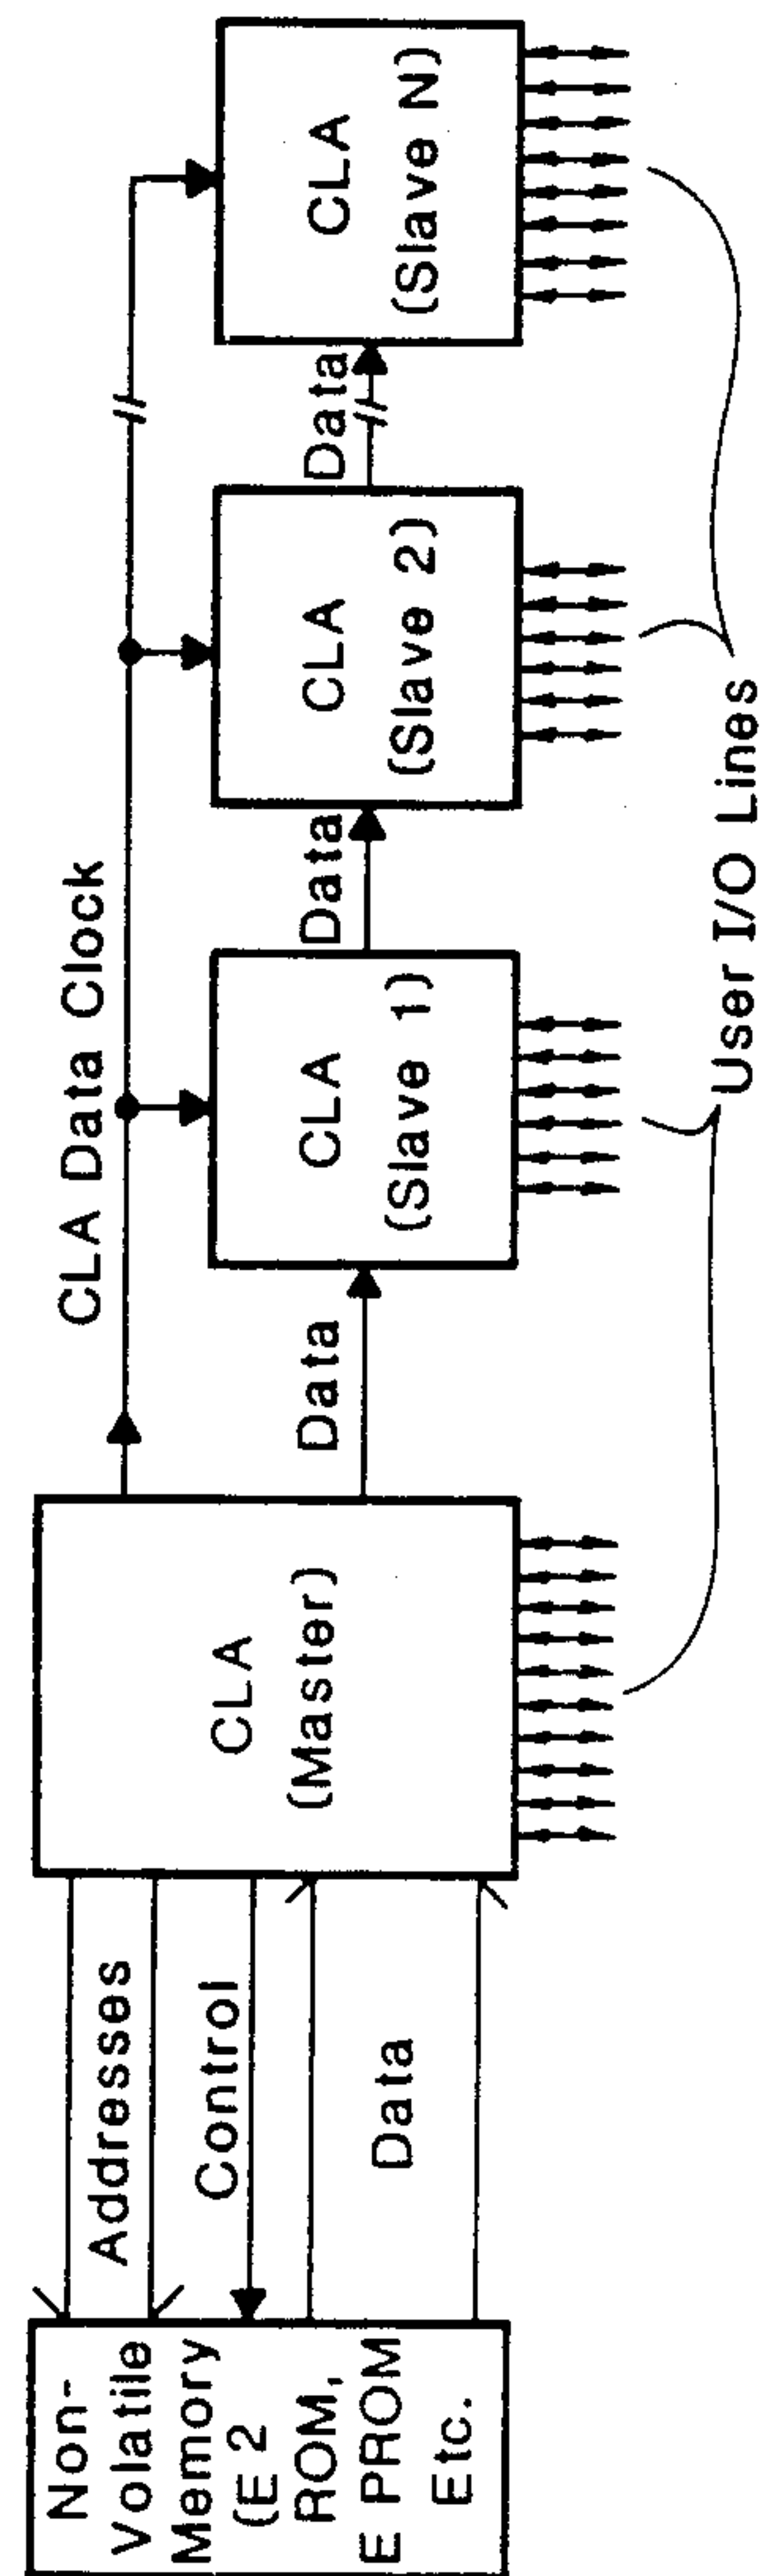 Non-
Volatile
Memory
(E 2
ROM,
E PROM
Etc.
Addresses
Control
Data
CLA
(Master)
CLA Data Clock
Data
CLA
(Slave 1)
Data
CLA
(Slave 2)
Data
CLA
(Slave N)
User I/O Lines